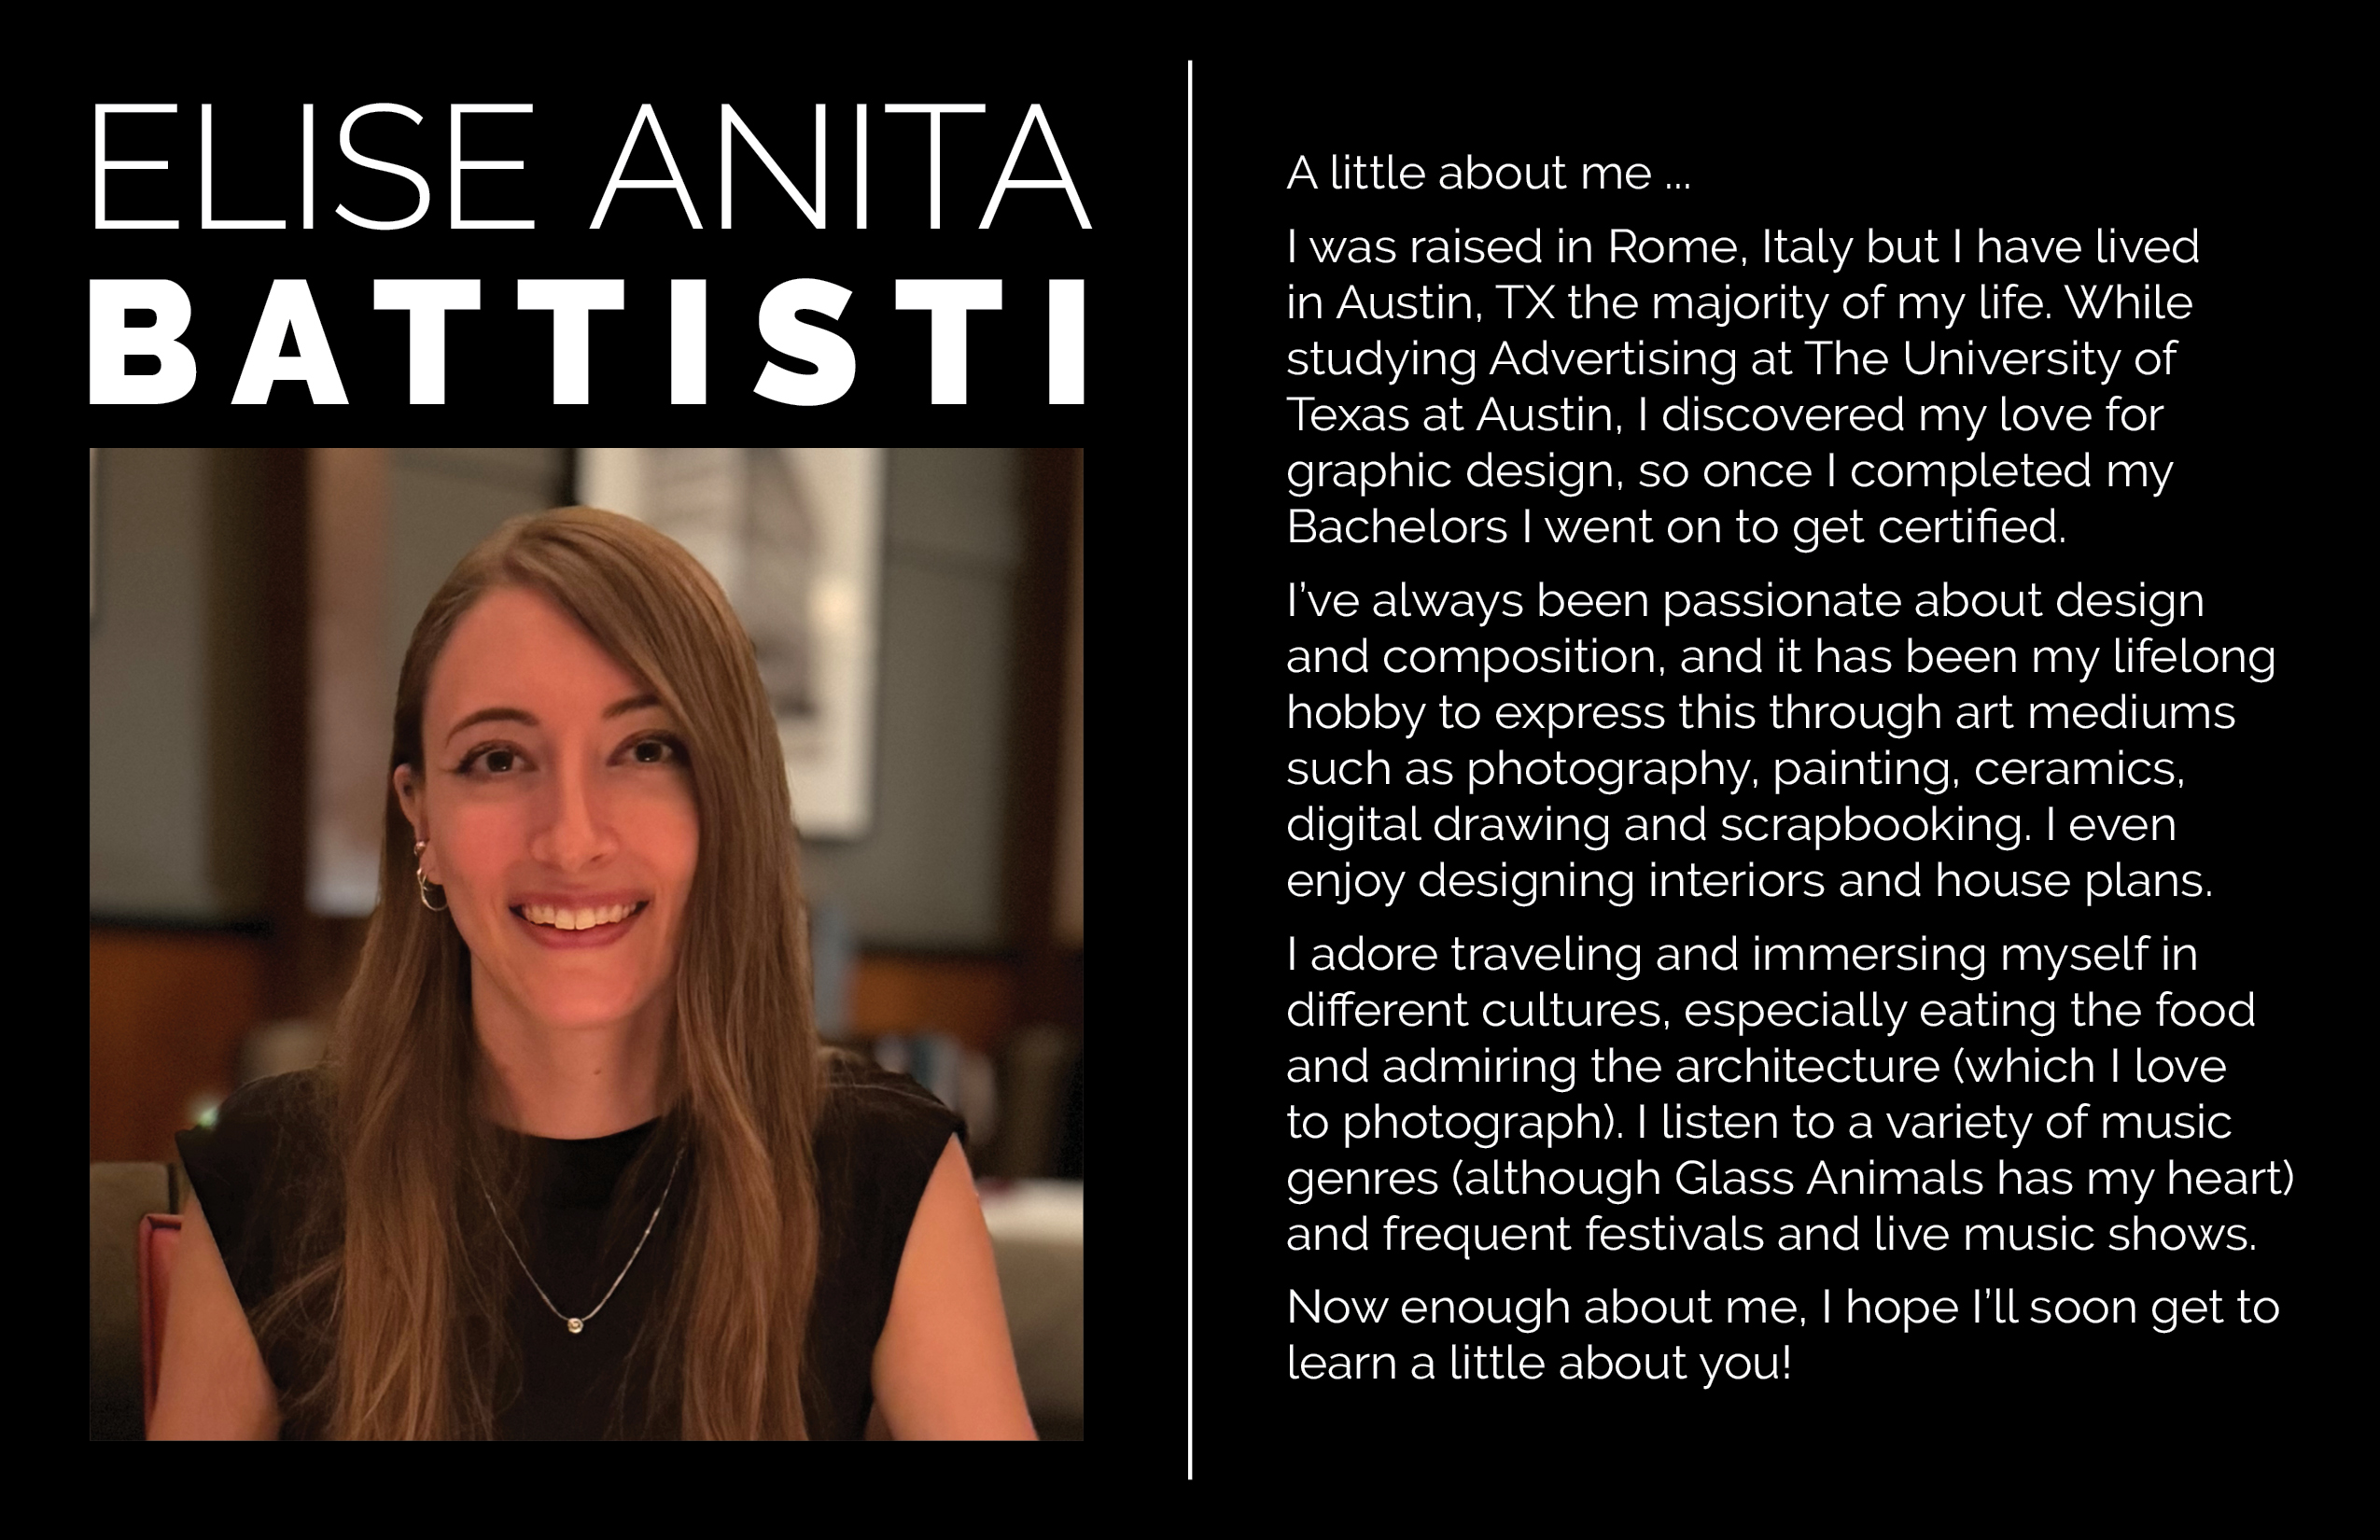 ELISE ANITA
BATTISTI
A little about me ...
I was raised in Rome, Italy but I have lived
in Austin, TX the majority of my life. While
studying Advertising at The University of
Texas at Austin, I discovered my love for
graphic design, so once I completed my
Bachelors I went on to get certified.
I’ve always been passionate about design
and composition, and it has been my lifelong
hobby to express this through art mediums
such as photography, painting, ceramics,
digital drawing and scrapbooking. I even
enjoy designing interiors and house plans.
I adore traveling and immersing myself in
different cultures, especially eating the food
and admiring the architecture (which I love
to photograph). I listen to a variety of music
genres (although Glass Animals has my heart)
and frequent festivals and live music shows.
Now enough about me, I hope I’ll soon get to
learn a little about you!